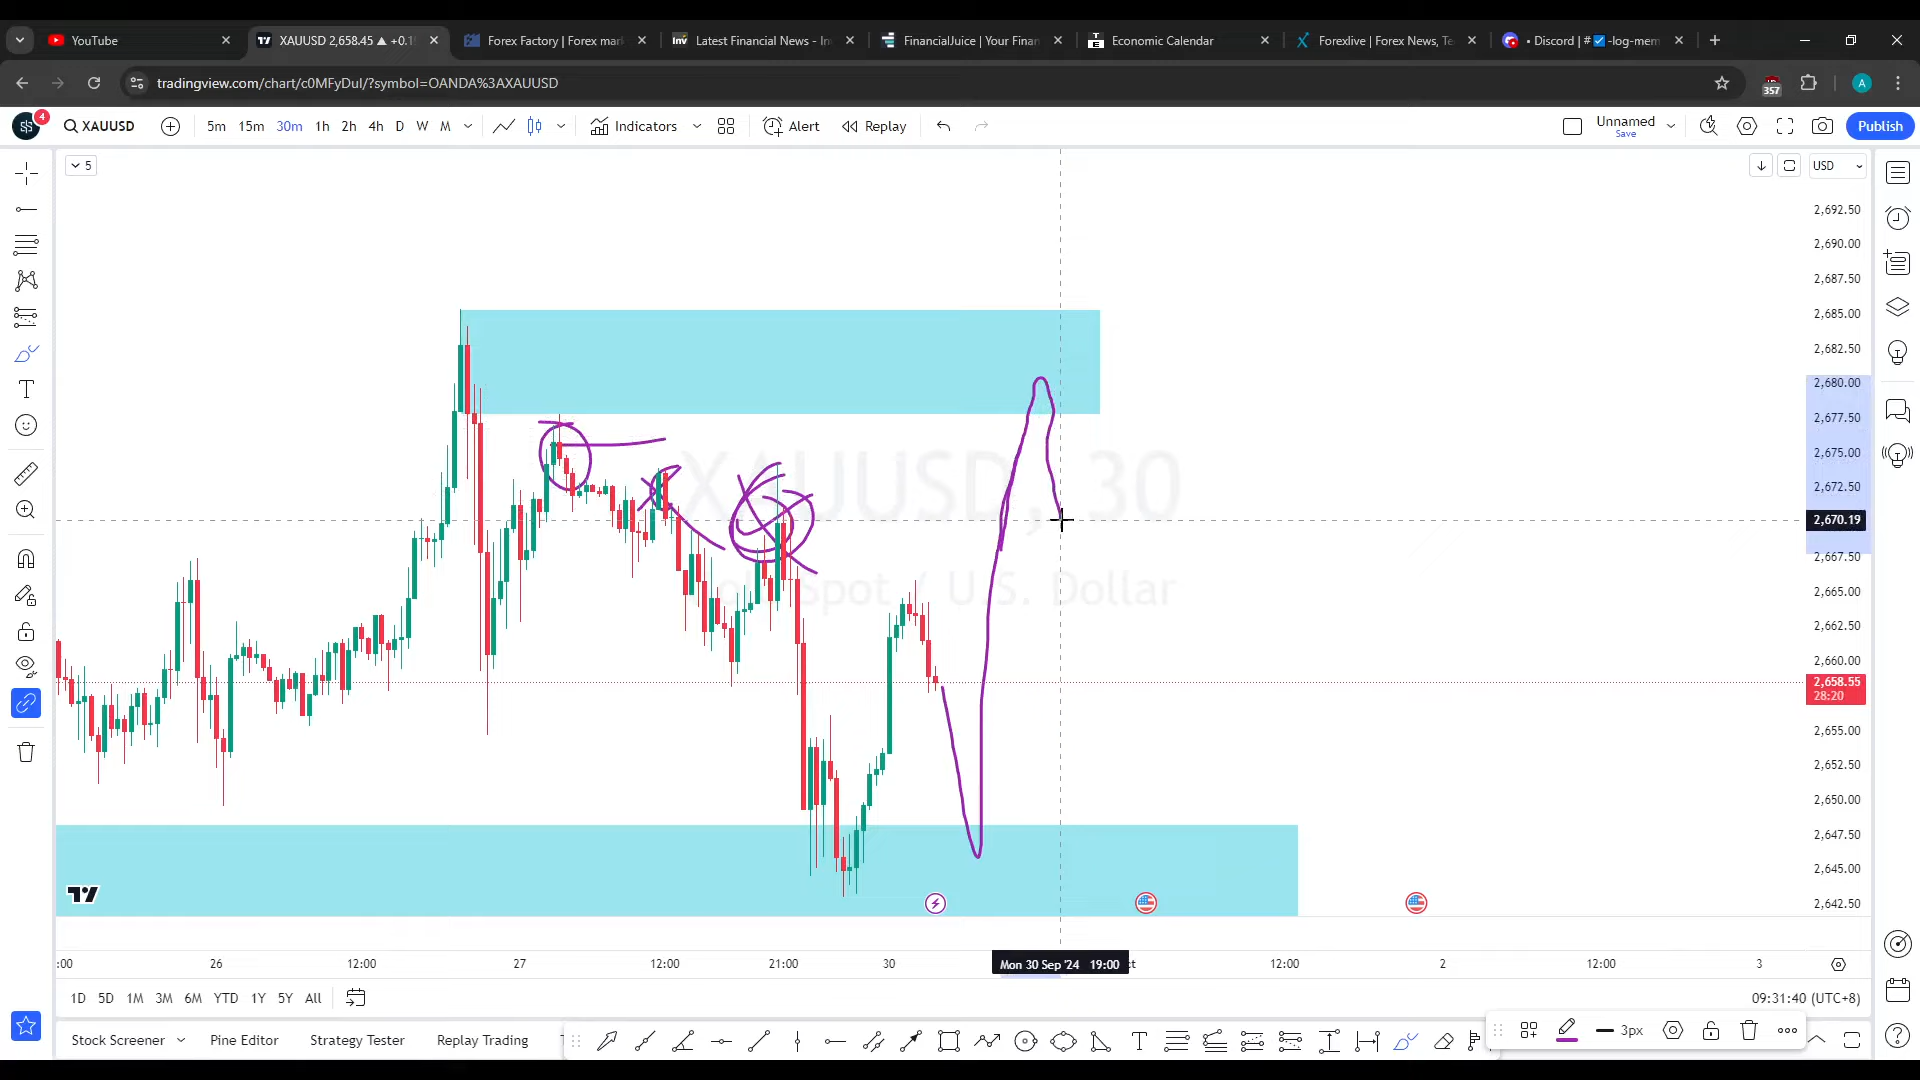 YouTube
XAUUSD 2,658.45 ▲ +0.1
Forex Factory | Forex mar
Inv
Latest Financial News - In
FinancialJuice | Your Finan
Economic Calendar
Forexlive | Forex News, Te
• Discord | #✅-log-mem
tradingview.com/chart/c0MFyDuI/?symbol=OANDA%3AXAUUSD
357
A
4
XAUUSD
5m 15m 30m 1h 2h 4h D W M
Indicators
Alert
Replay
Unnamed
Save
Publish
5
USD
XAUUSD, 30
Spot / U.S. Dollar
2,692.50
2,690.00
2,687.50
2,685.00
2,682.50
2,680.00
2,677.50
2,675.00
2,672.50
2,670.19
2,667.50
2,665.00
2,662.50
2,660.00
2,658.55
28:20
2,655.00
2,652.50
2,650.00
2,647.50
2,645.00
2,642.50
:00 26 12:00 27 12:00 21:00 30 Mon 30 Sep '24 19:00 ct 12:00 2 12:00 3
1D 5D 1M 3M 6M YTD 1Y 5Y All
09:31:40 (UTC+8)
Stock Screener Pine Editor Strategy Tester Replay Trading
3px